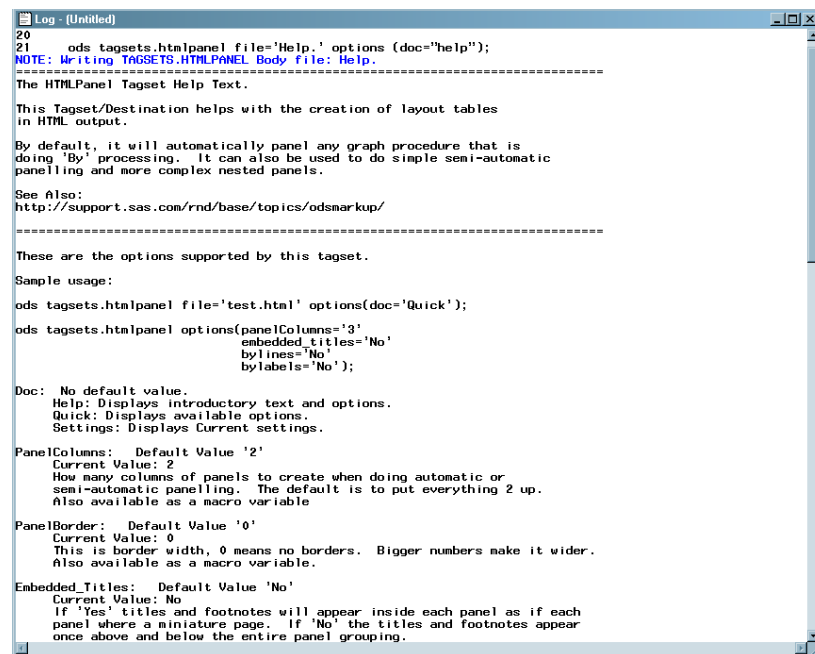 Log - (Untitled)
20
21 ods tagsets.htmlpanel file='Help.' options (doc="help");
NOTE: Writing TAGSETS.HTMLPANEL Body file: Help.
==============================================================================
The HTMLPanel Tagset Help Text.
This Tagset/Destination helps with the creation of layout tables
in HTML output.
By default, it will automatically panel any graph procedure that is
doing 'By' processing. It can also be used to do simple semi-automatic
panelling and more complex nested panels.
See Also:
http://support.sas.com/rnd/base/topics/odsmarkup/
==============================================================================
These are the options supported by this tagset.
Sample usage:
ods tagsets.htmlpanel file='test.html' options(doc='Quick');
ods tagsets.htmlpanel options(panelColumns='3'
embedded_titles='No'
bylines='No'
bylabels='No');
Doc: No default value.
Help: Displays introductory text and options.
Quick: Displays available options.
Settings: Displays Current settings.
PanelColumns: Default Value '2'
Current Value: 2
How many columns of panels to create when doing automatic or
semi-automatic panelling. The default is to put everything 2 up.
Also available as a macro variable
PanelBorder: Default Value '0'
Current Value: 0
This is border width, 0 means no borders. Bigger numbers make it wider.
Also available as a macro variable.
Embedded_Titles: Default Value 'No'
Current Value: No
If 'Yes' titles and footnotes will appear inside each panel as if each
panel where a miniature page. If 'No' the titles and footnotes appear
once above and below the entire panel grouping.